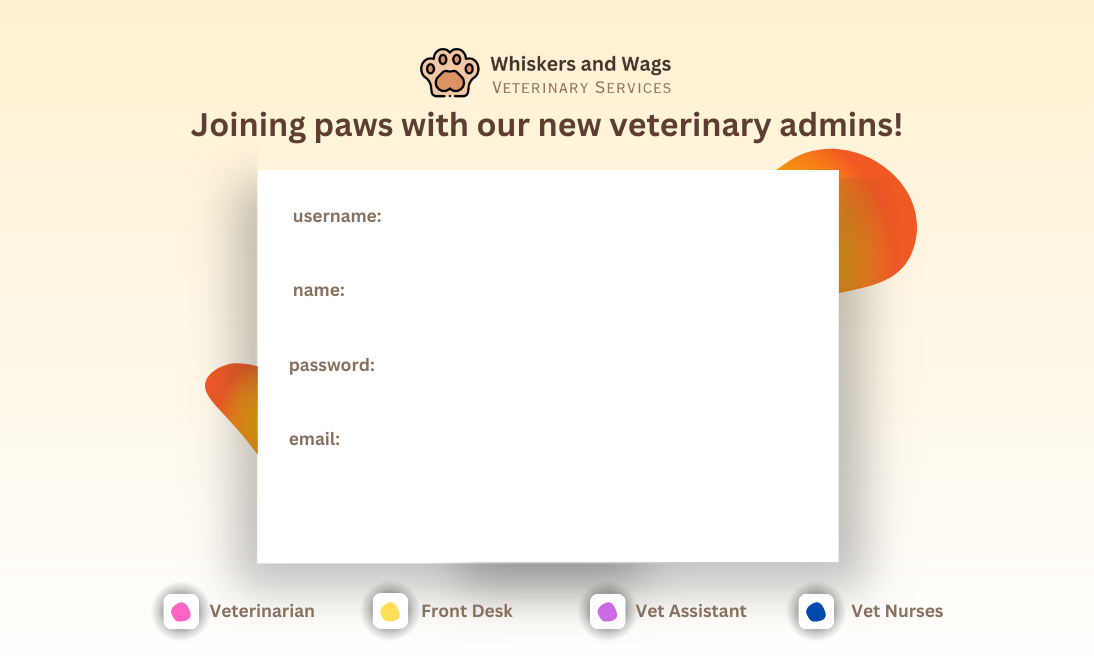 Whiskers and Wags
Veterinary Services
Joining paws with our new veterinary admins!
username:
name:
password:
email:
Veterinarian
Front Desk
Vet Assistant
Vet Nurses